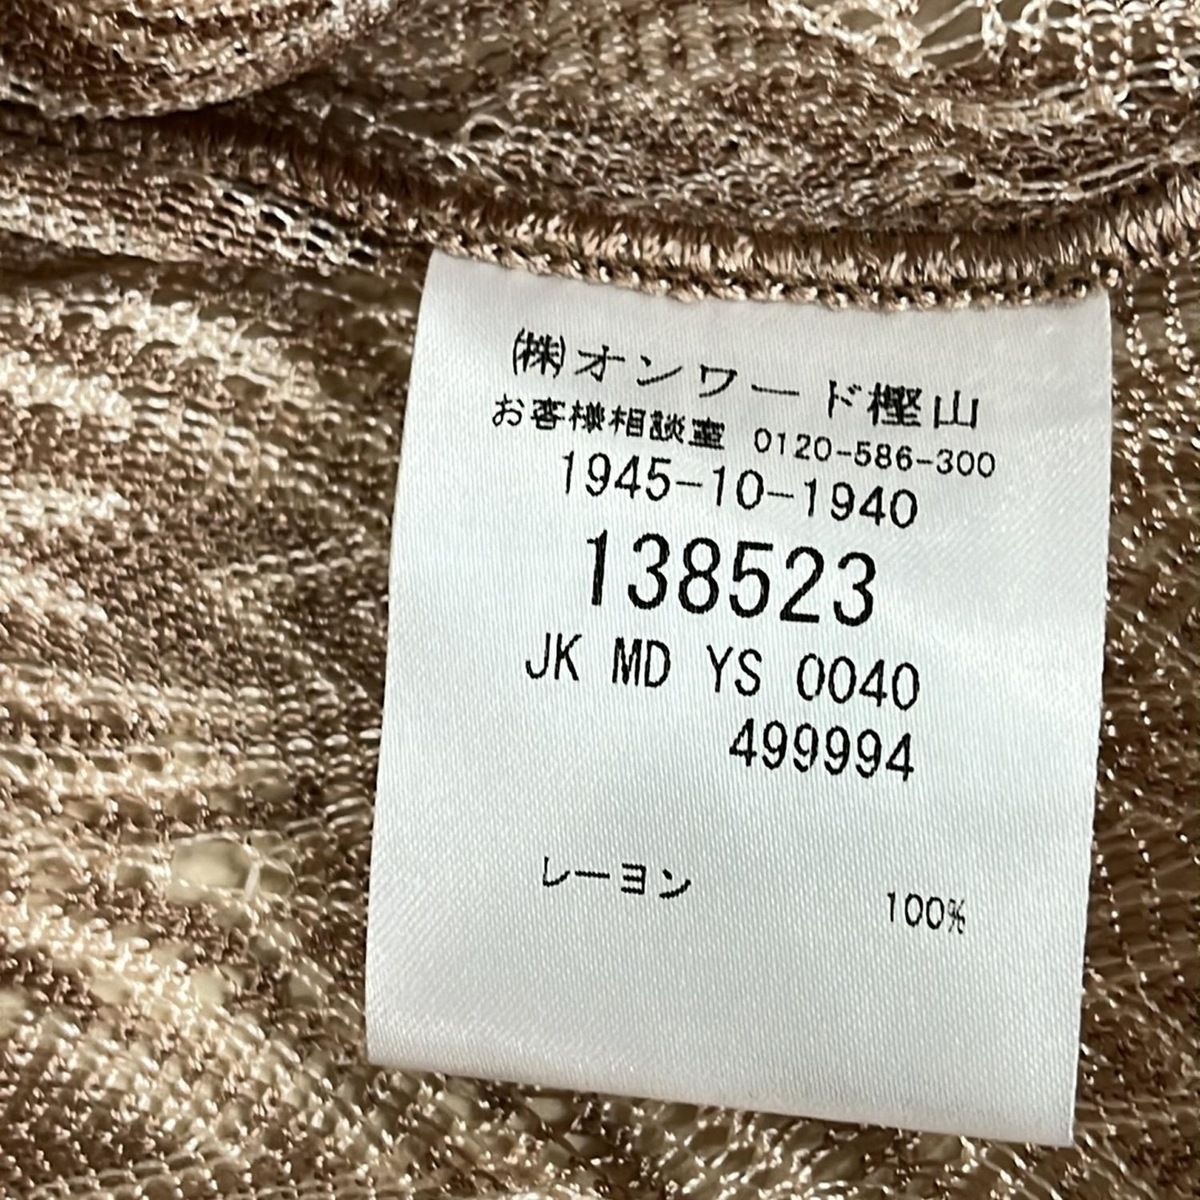 (株)オンワード樫山
お客様相談室 0120-586-300
1945-10-1940
138523
JK MD YS 0040
499994
レーヨン 100%